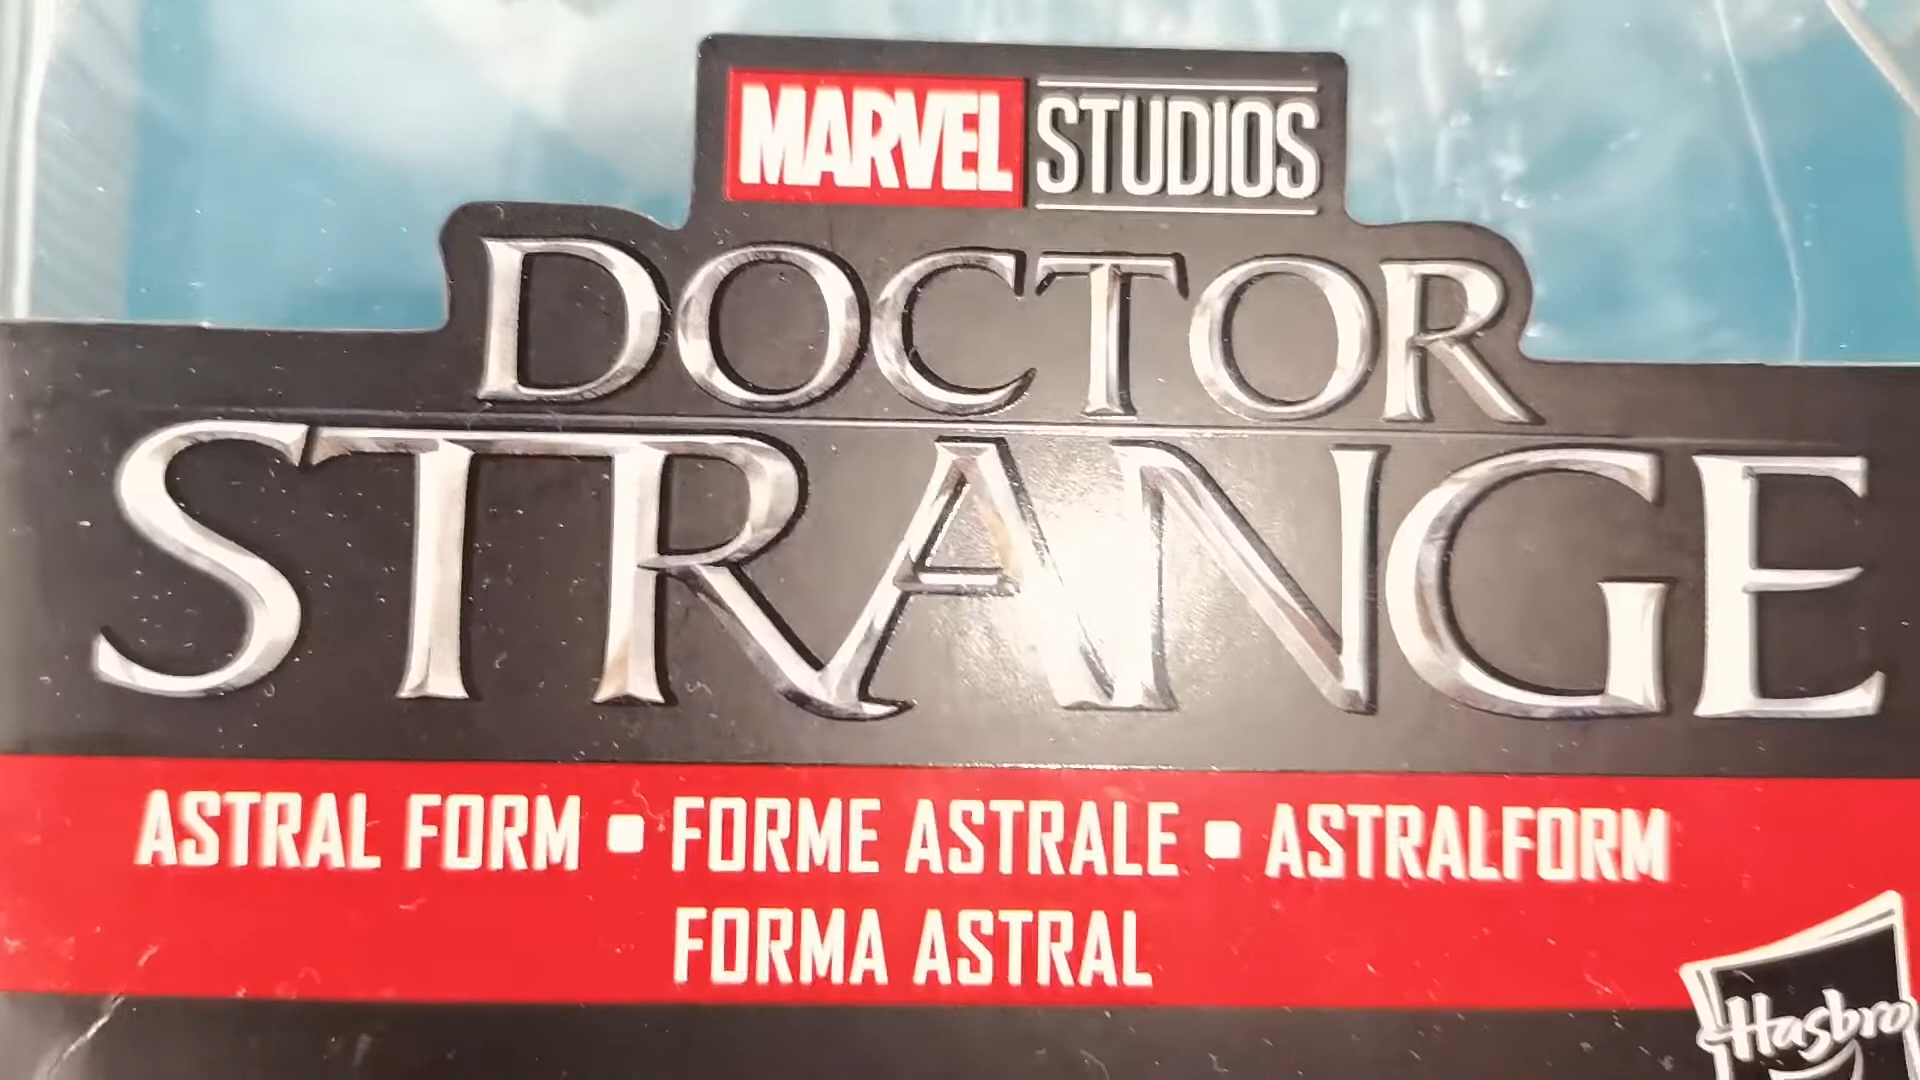 MARVEL STUDIOS
DOCTOR
STRANGE
ASTRAL FORM ▪ FORME ASTRALE ▪ ASTRALFORM
FORMA ASTRAL
Hasbro